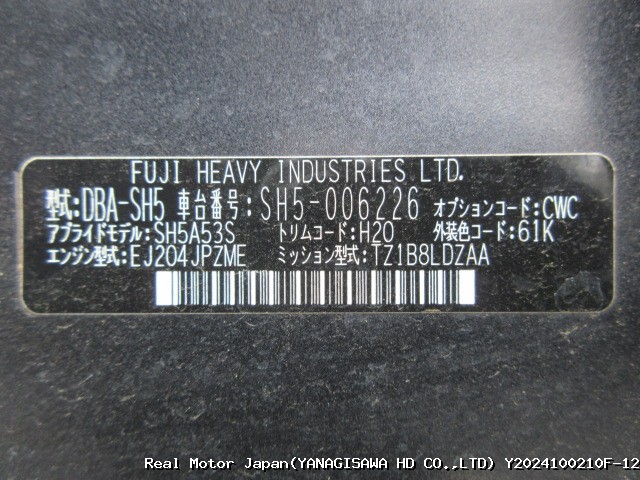 FUJI HEAVY INDUSTRIES LTD.
型式:DBA-SH5 車台番号:SH5-006226 オプションコード:CWC
アプライドモデル:SH5A53S トリムコード:H20 外装色コード:61K
エンジン型式:EJ204JPZME ミッション型式:TZ1B8LDZAA
Real Motor Japan(YANAGISAWA HD CO.,LTD) Y2024100210F-12